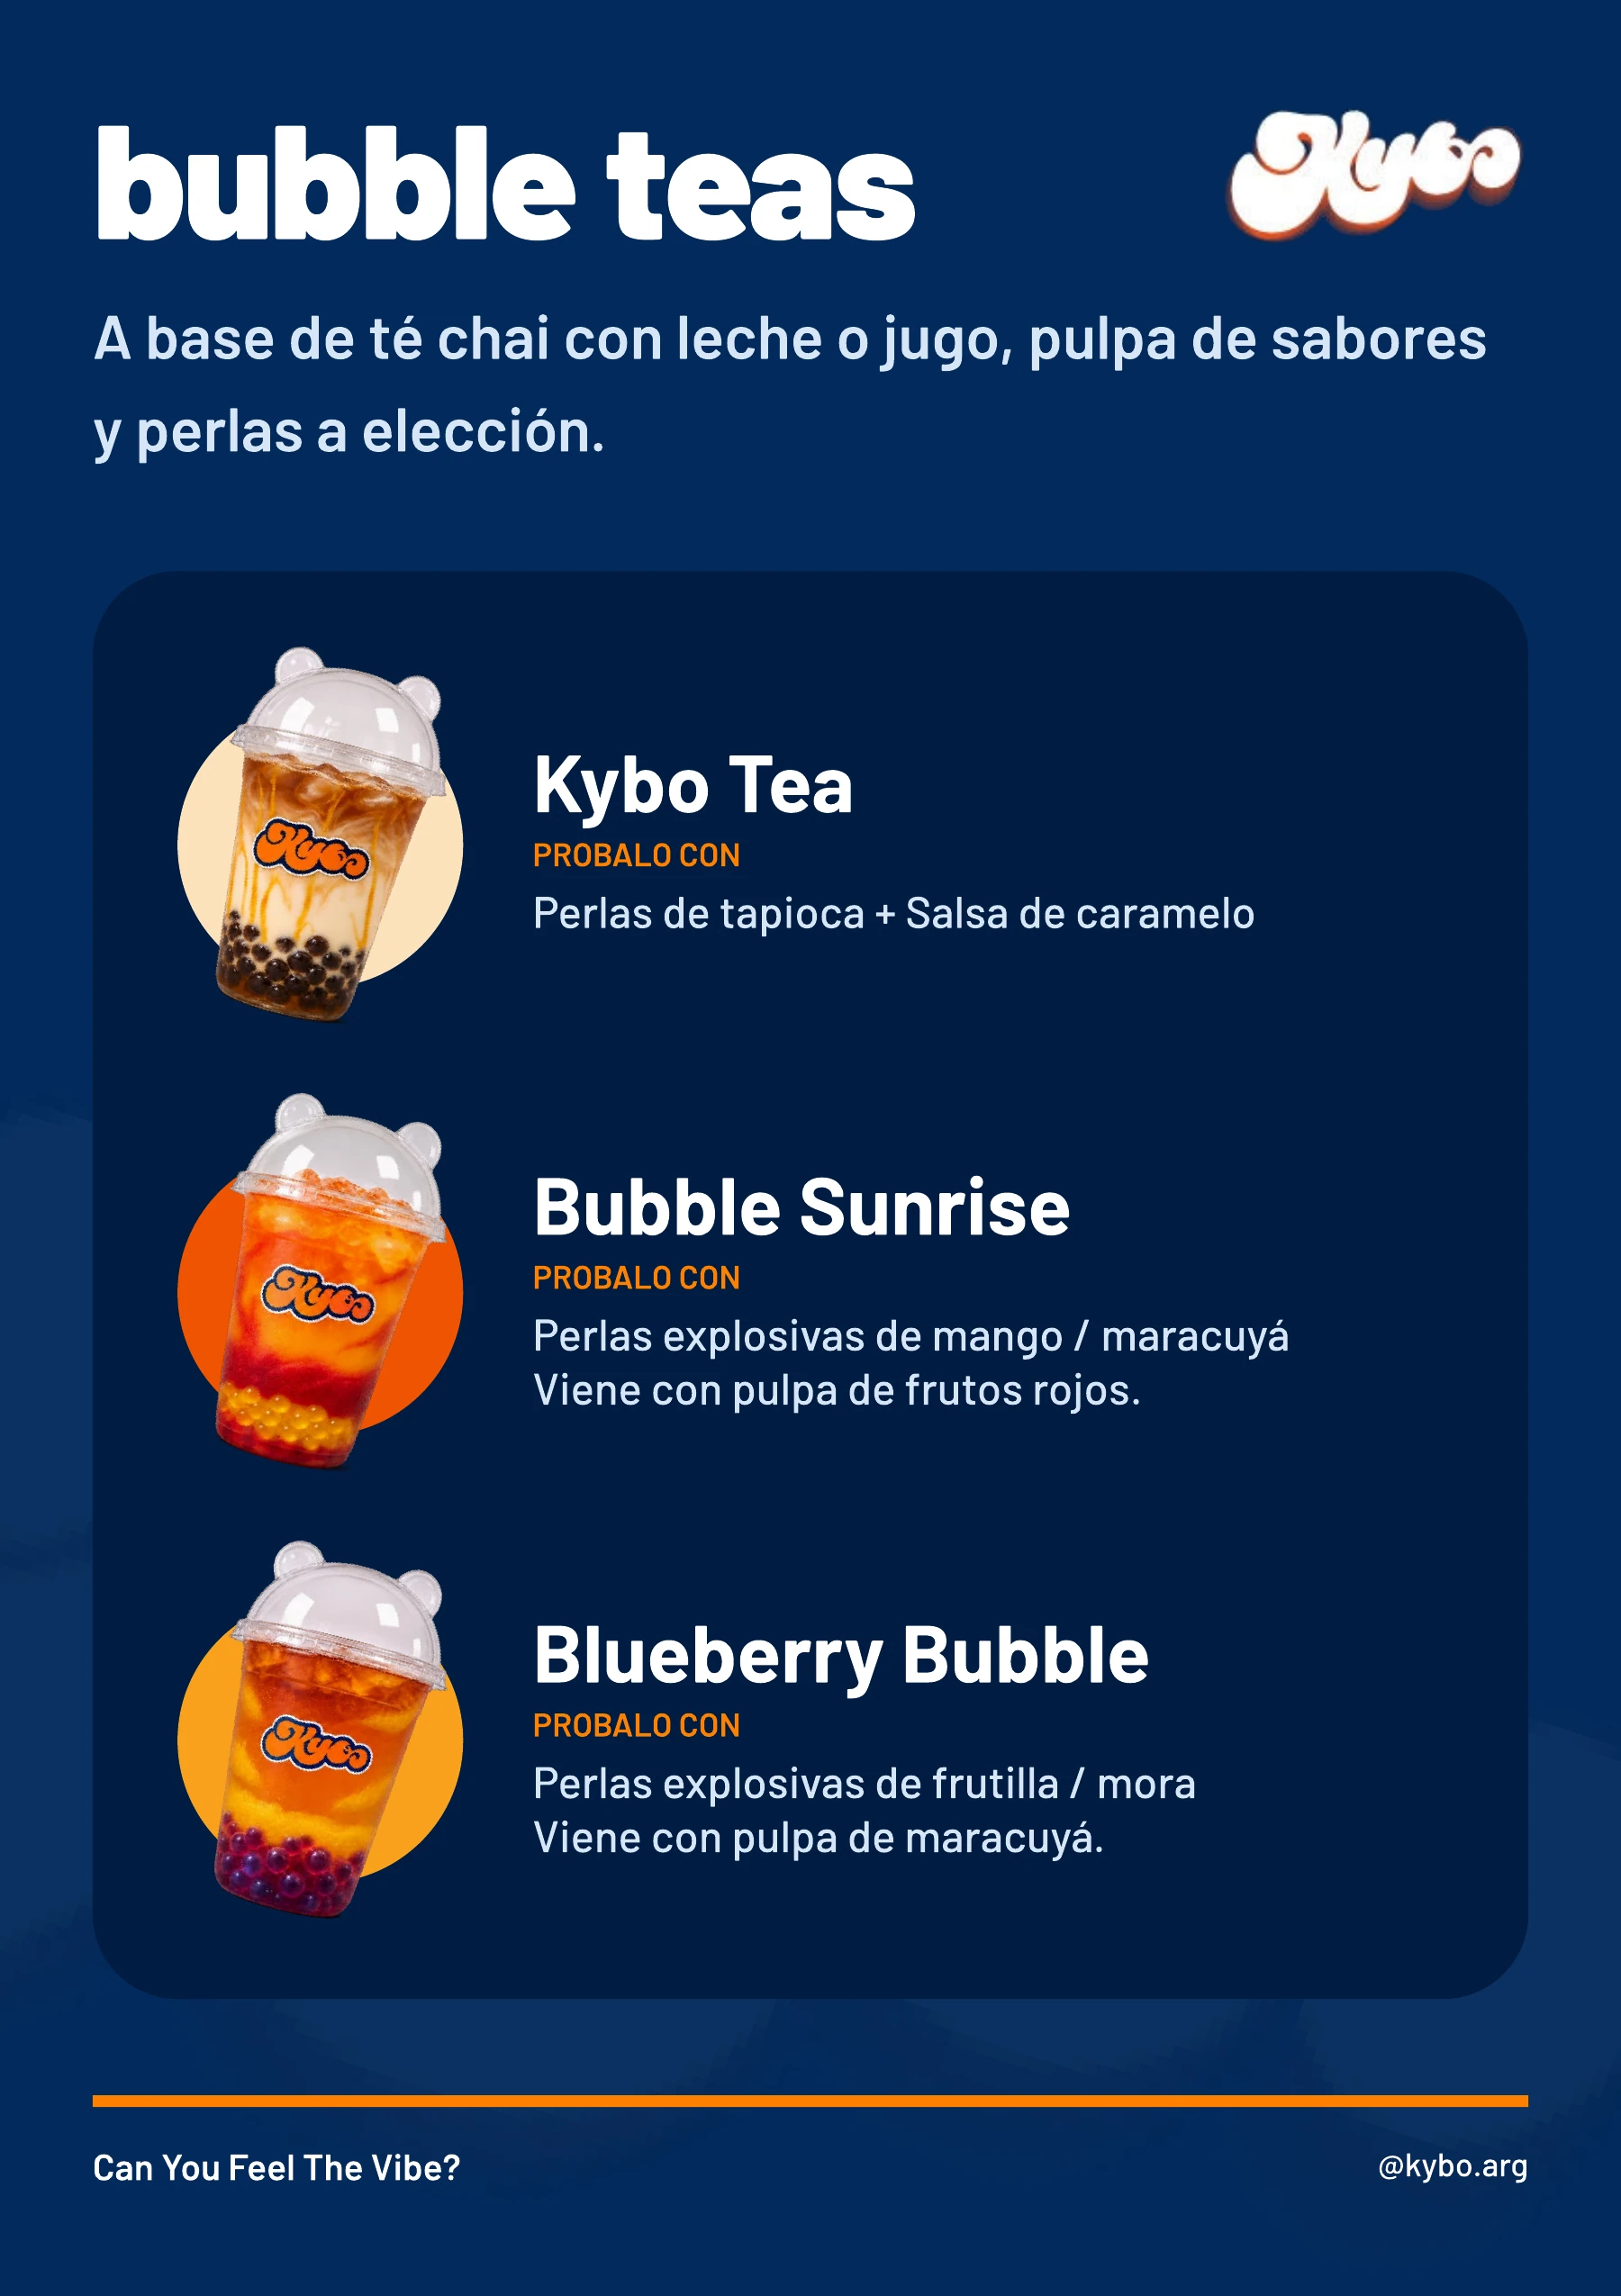 bubble teas
Kybo
A base de té chai con leche o jugo, pulpa de sabores
y perlas a elección.
Kybo
Kybo Tea
PROBALO CON
Perlas de tapioca + Salsa de caramelo
Kybo
Bubble Sunrise
PROBALO CON
Perlas explosivas de mango / maracuyá
Viene con pulpa de frutos rojos.
Kybo
Blueberry Bubble
PROBALO CON
Perlas explosivas de frutilla / mora
Viene con pulpa de maracuyá.
Can You Feel The Vibe?
@kybo.arg